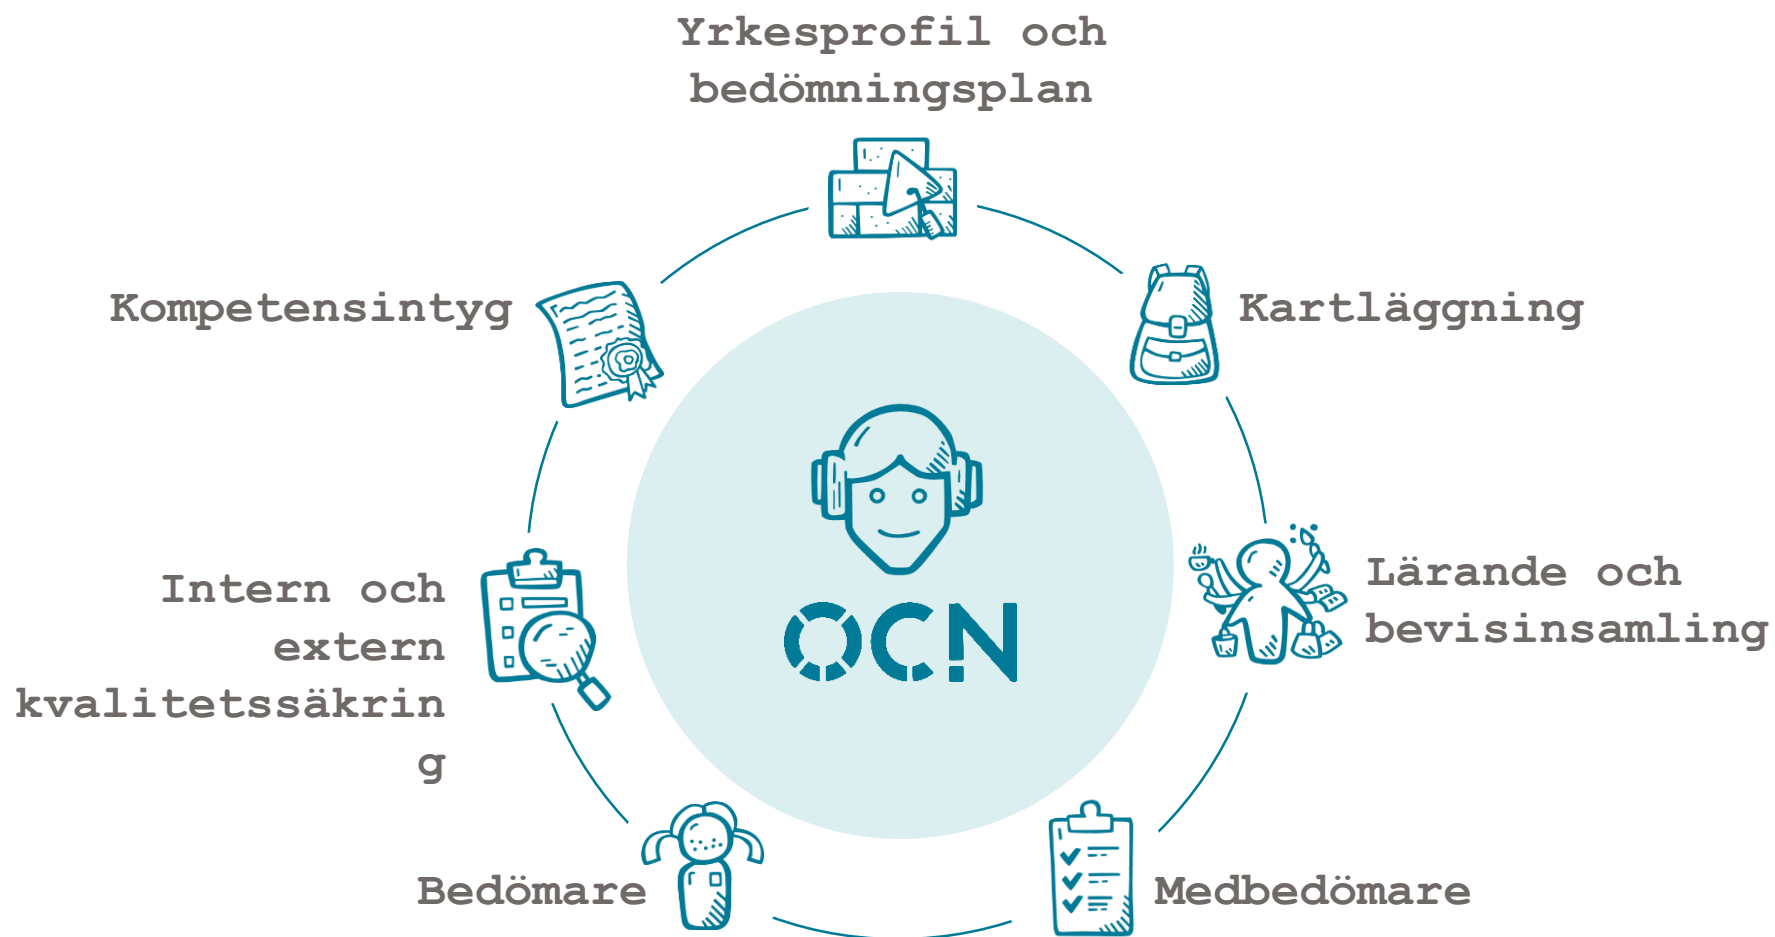 Yrkesprofil och
bedömningsplan
Kompetensintyg
Kartläggning
Lärande och
bevisinsamling
Intern och
extern
kvalitetssäkrin
g
OCN
Bedömare
Medbedömare